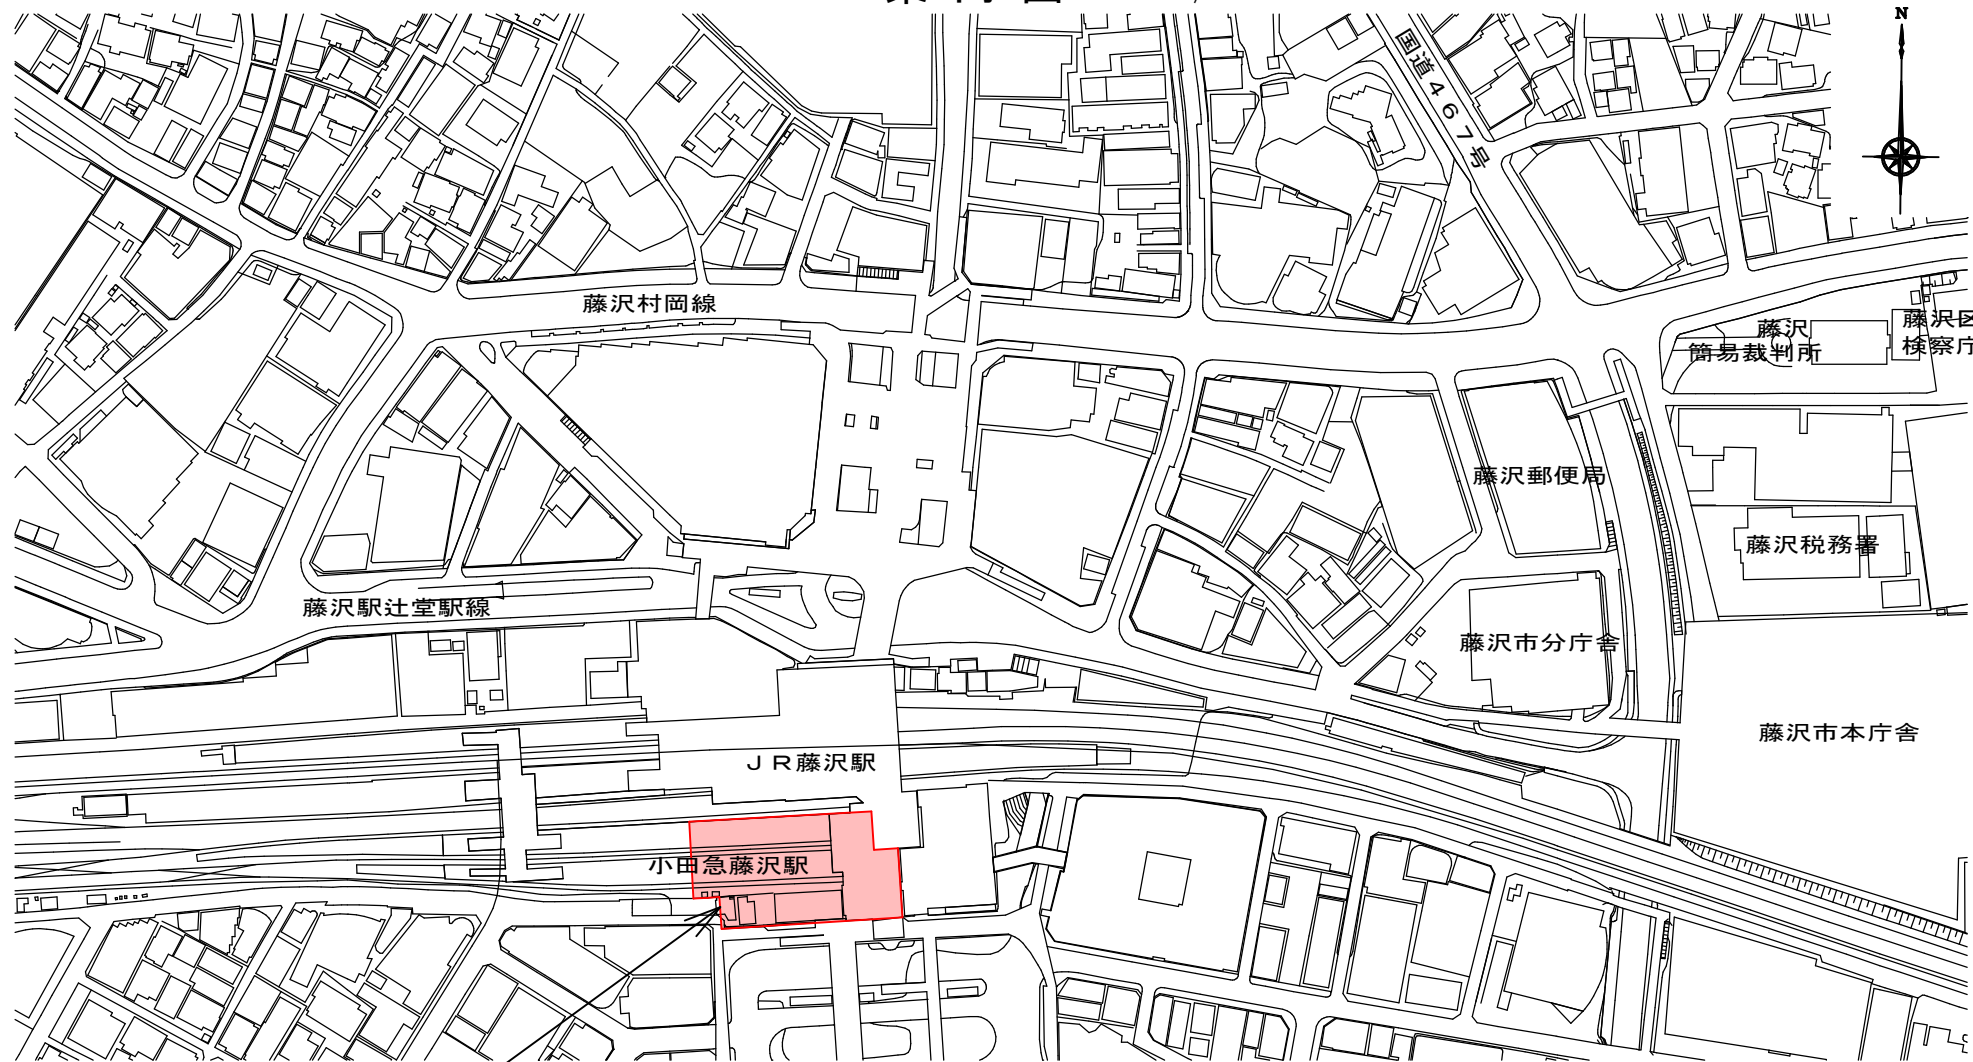 案内図
N
国道467号
藤沢村岡線
藤沢
簡易裁判所
藤沢区
検察庁
藤沢郵便局
藤沢税務署
藤沢駅辻堂駅線
藤沢市分庁舎
藤沢市本庁舎
JR藤沢駅
小田急藤沢駅